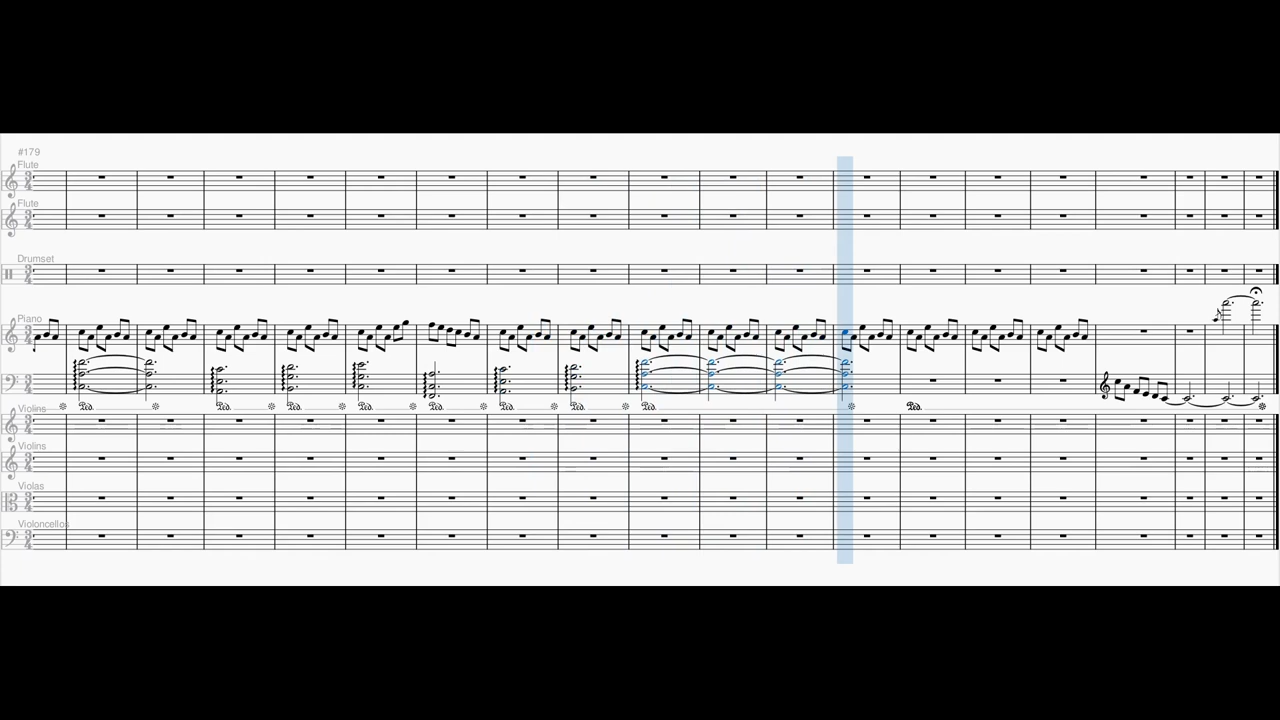 #179
Flute
Flute
Drumset
Piano
Violins
Violins
Violas
Violoncellos